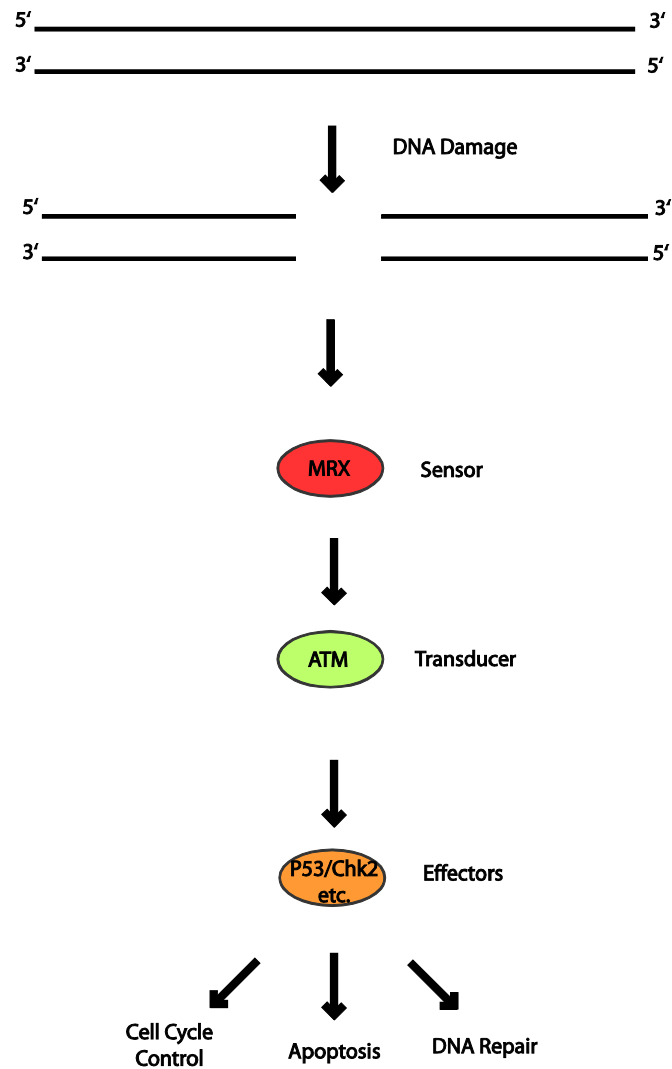 5‘ 3‘
3‘ 5‘
DNA Damage
5‘ 3‘
3‘ 5‘
MRX Sensor
ATM Transducer
P53/Chk2 Effectors
etc.
Cell Cycle
Control
Apoptosis
DNA Repair